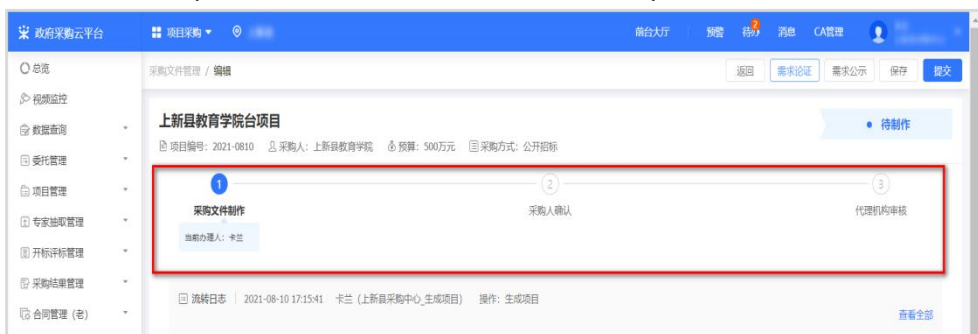 政府采购云平台
项目采购
前台大厅
预警
待办
2
消息
CA管理
总览
视频监控
数据查询
委托管理
项目管理
专家抽取管理
开标评标管理
采购结果管理
合同管理（老）
采购文件管理 / 编辑
返回
需求论证
需求公示
保存
提交
上新县教育学院台项目
待制作
项目编号：2021-0810 采购人：上新县教育学院 预算：500万元 采购方式：公开招标
1
2
3
采购文件制作
采购人确认
代理机构审核
当前办理人：卡兰
流转日志 2021-08-10 17:15:41 卡兰 (上新县采购中心_生成项目) 操作：生成项目
查看全部